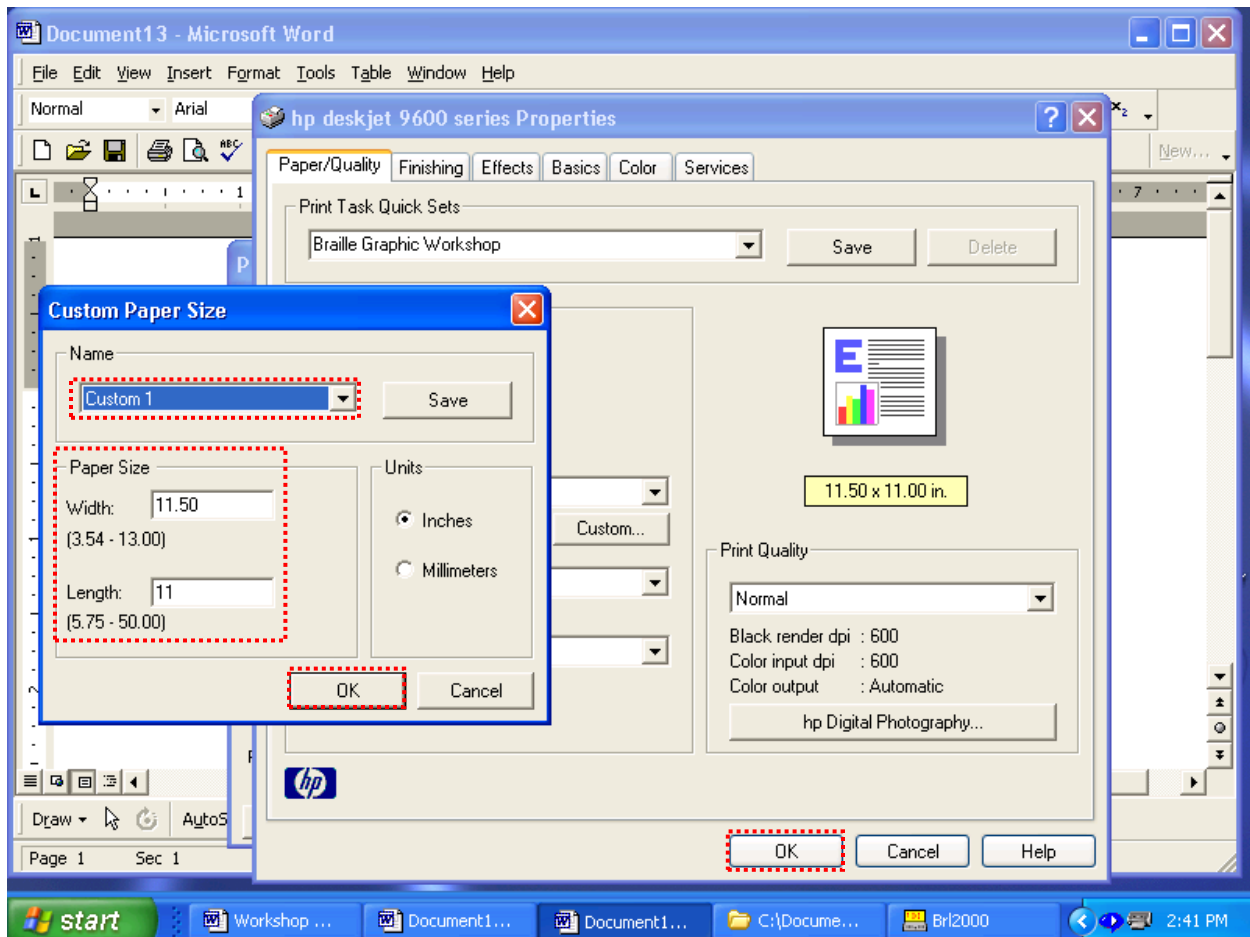 Document13 - Microsoft Word
File Edit View Insert Format Tools Table Window Help
Normal Arial
hp deskjet 9600 series Properties
New...
Paper/Quality Finishing Effects Basics Color Services
1
7
Print Task Quick Sets
Braille Graphic Workshop Save Delete
P
Custom Paper Size
Name
Custom 1 Save
Paper Size
Units
Width: 11.50
(3.54 - 13.00)
Inches
Length: 11
(5.75 - 50.00)
Millimeters
OK Cancel
Custom...
E
11.50 x 11.00 in.
Print Quality
Normal
Black render dpi : 600
Color input dpi : 600
Color output : Automatic
hp Digital Photography...
hp
OK Cancel Help
Draw AutoS
Page 1 Sec 1
start Workshop ... Document1... Document1... C:\Docume... Brl2000 2:41 PM